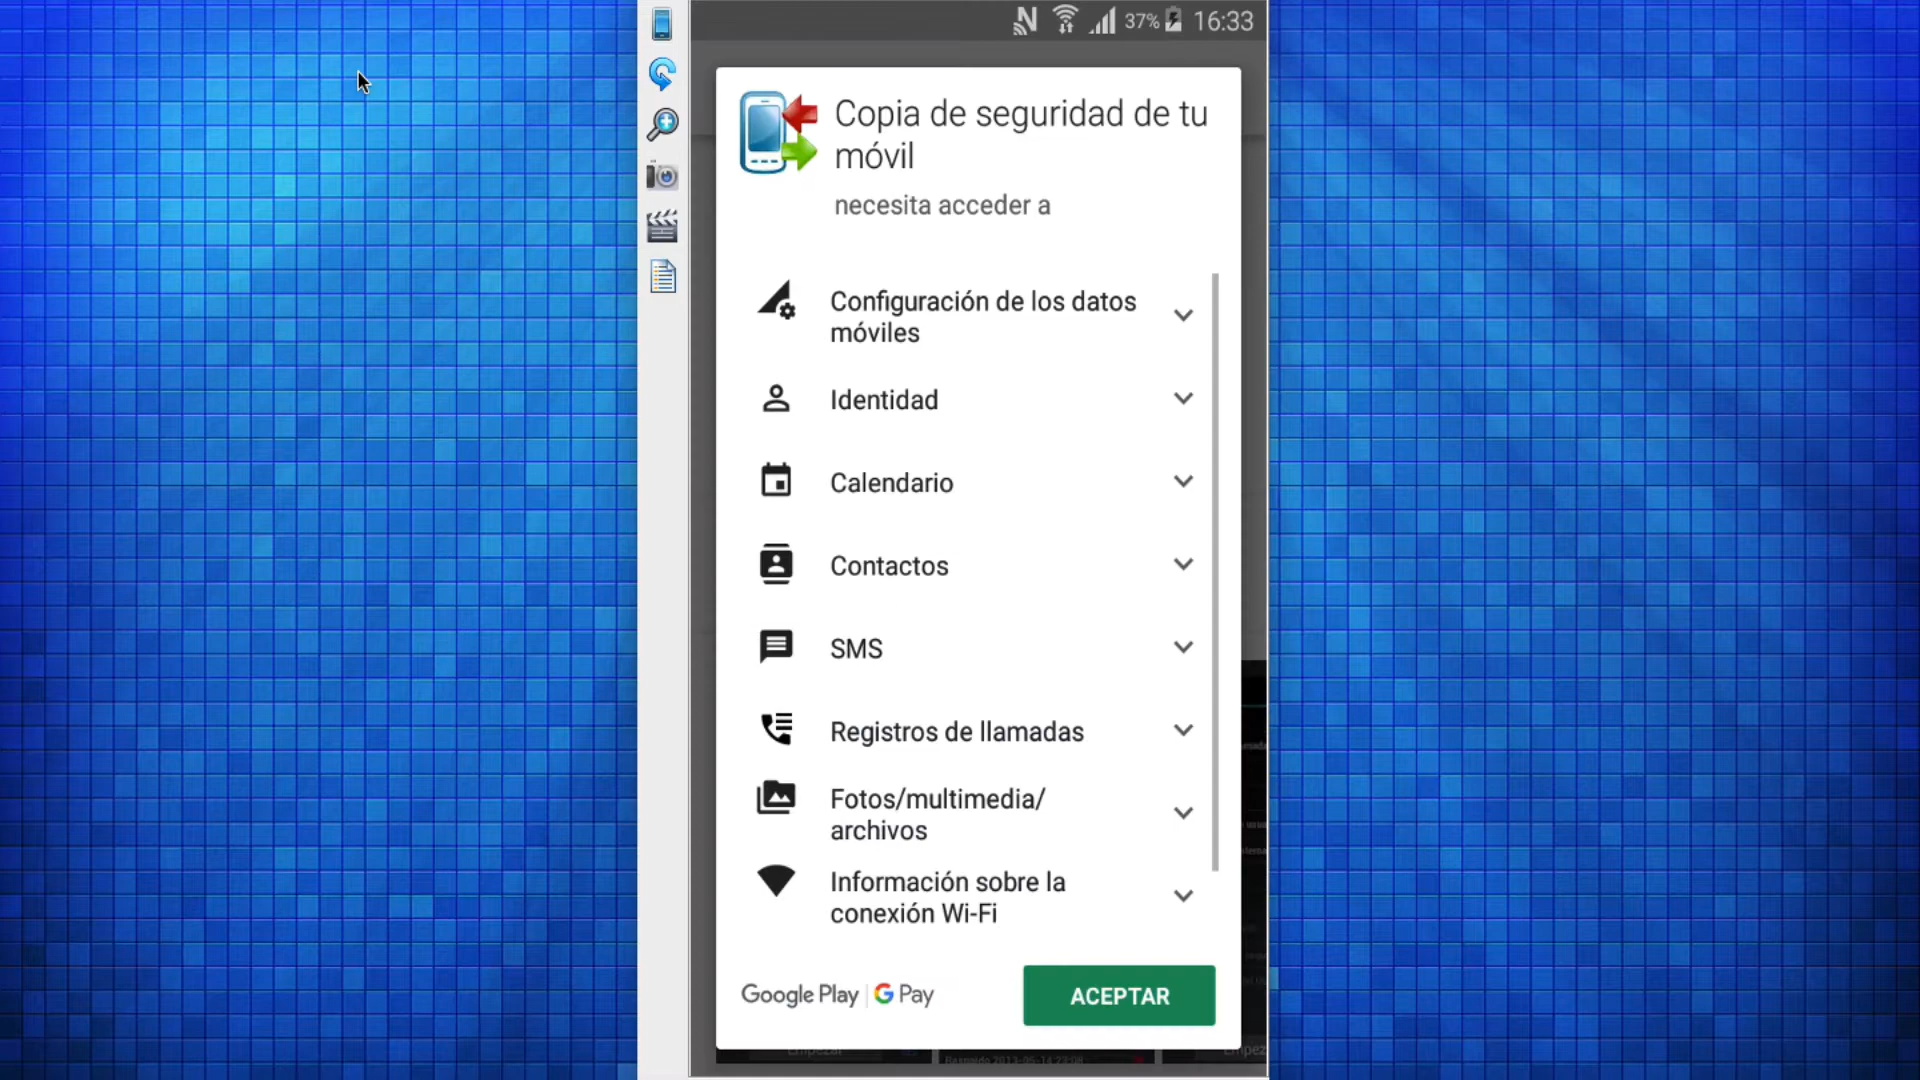 37% 16:33
Copia de seguridad de tu
móvil
necesita acceder a
Configuración de los datos
móviles
Identidad
Calendario
Contactos
SMS
Registros de llamadas
Fotos/multimedia/
archivos
Información sobre la
conexión Wi-Fi
Google Play | G Pay
ACEPTAR